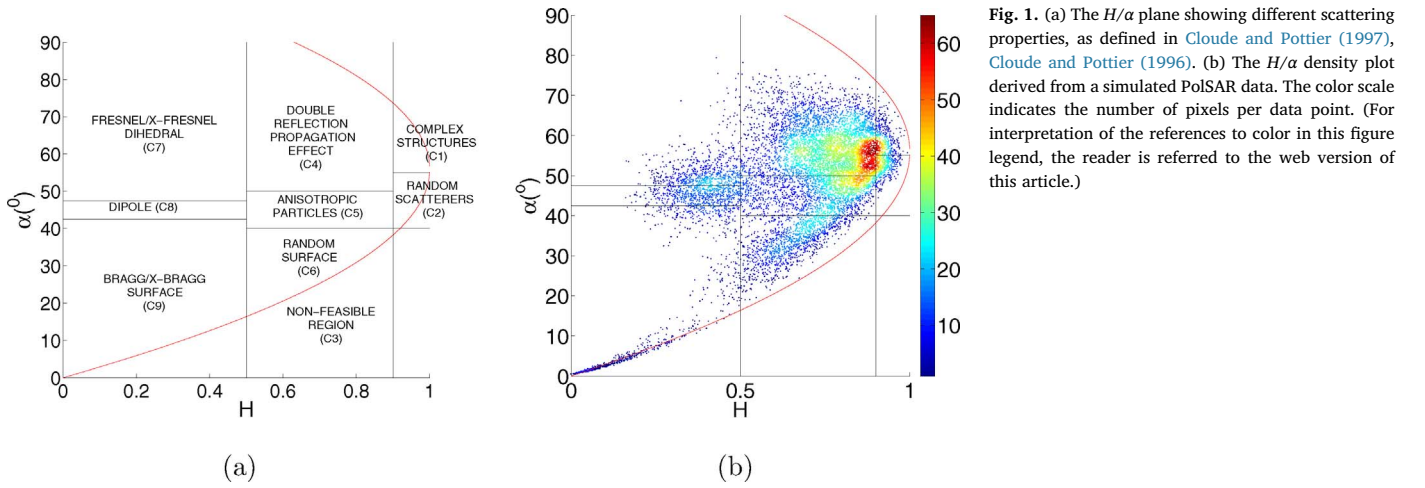 90
80
70
60
50
40
30
20
10
0
α(⁰)
FRESNEL/X−FRESNEL
DIHEDRAL
(C7)
DOUBLE
REFLECTION
PROPAGATION
EFFECT
(C4)
COMPLEX
STRUCTURES
(C1)
DIPOLE (C8)
ANISOTROPIC
PARTICLES (C5)
RANDOM
SCATTERERS
(C2)
BRAGG/X−BRAGG
SURFACE
(C9)
RANDOM
SURFACE
(C6)
NON−FEASIBLE
REGION
(C3)
0 0.2 0.4 0.6 0.8 1
H
(a)
90
80
70
60
50
40
30
20
10
0
α(⁰)
0 0.5 1
H
60
50
40
30
20
10
(b)
Fig. 1. (a) The H/α plane showing different scattering
properties, as defined in Cloude and Pottier (1997),
Cloude and Pottier (1996). (b) The H/α density plot
derived from a simulated PolSAR data. The color scale
indicates the number of pixels per data point. (For
interpretation of the references to color in this figure
legend, the reader is referred to the web version of
this article.)